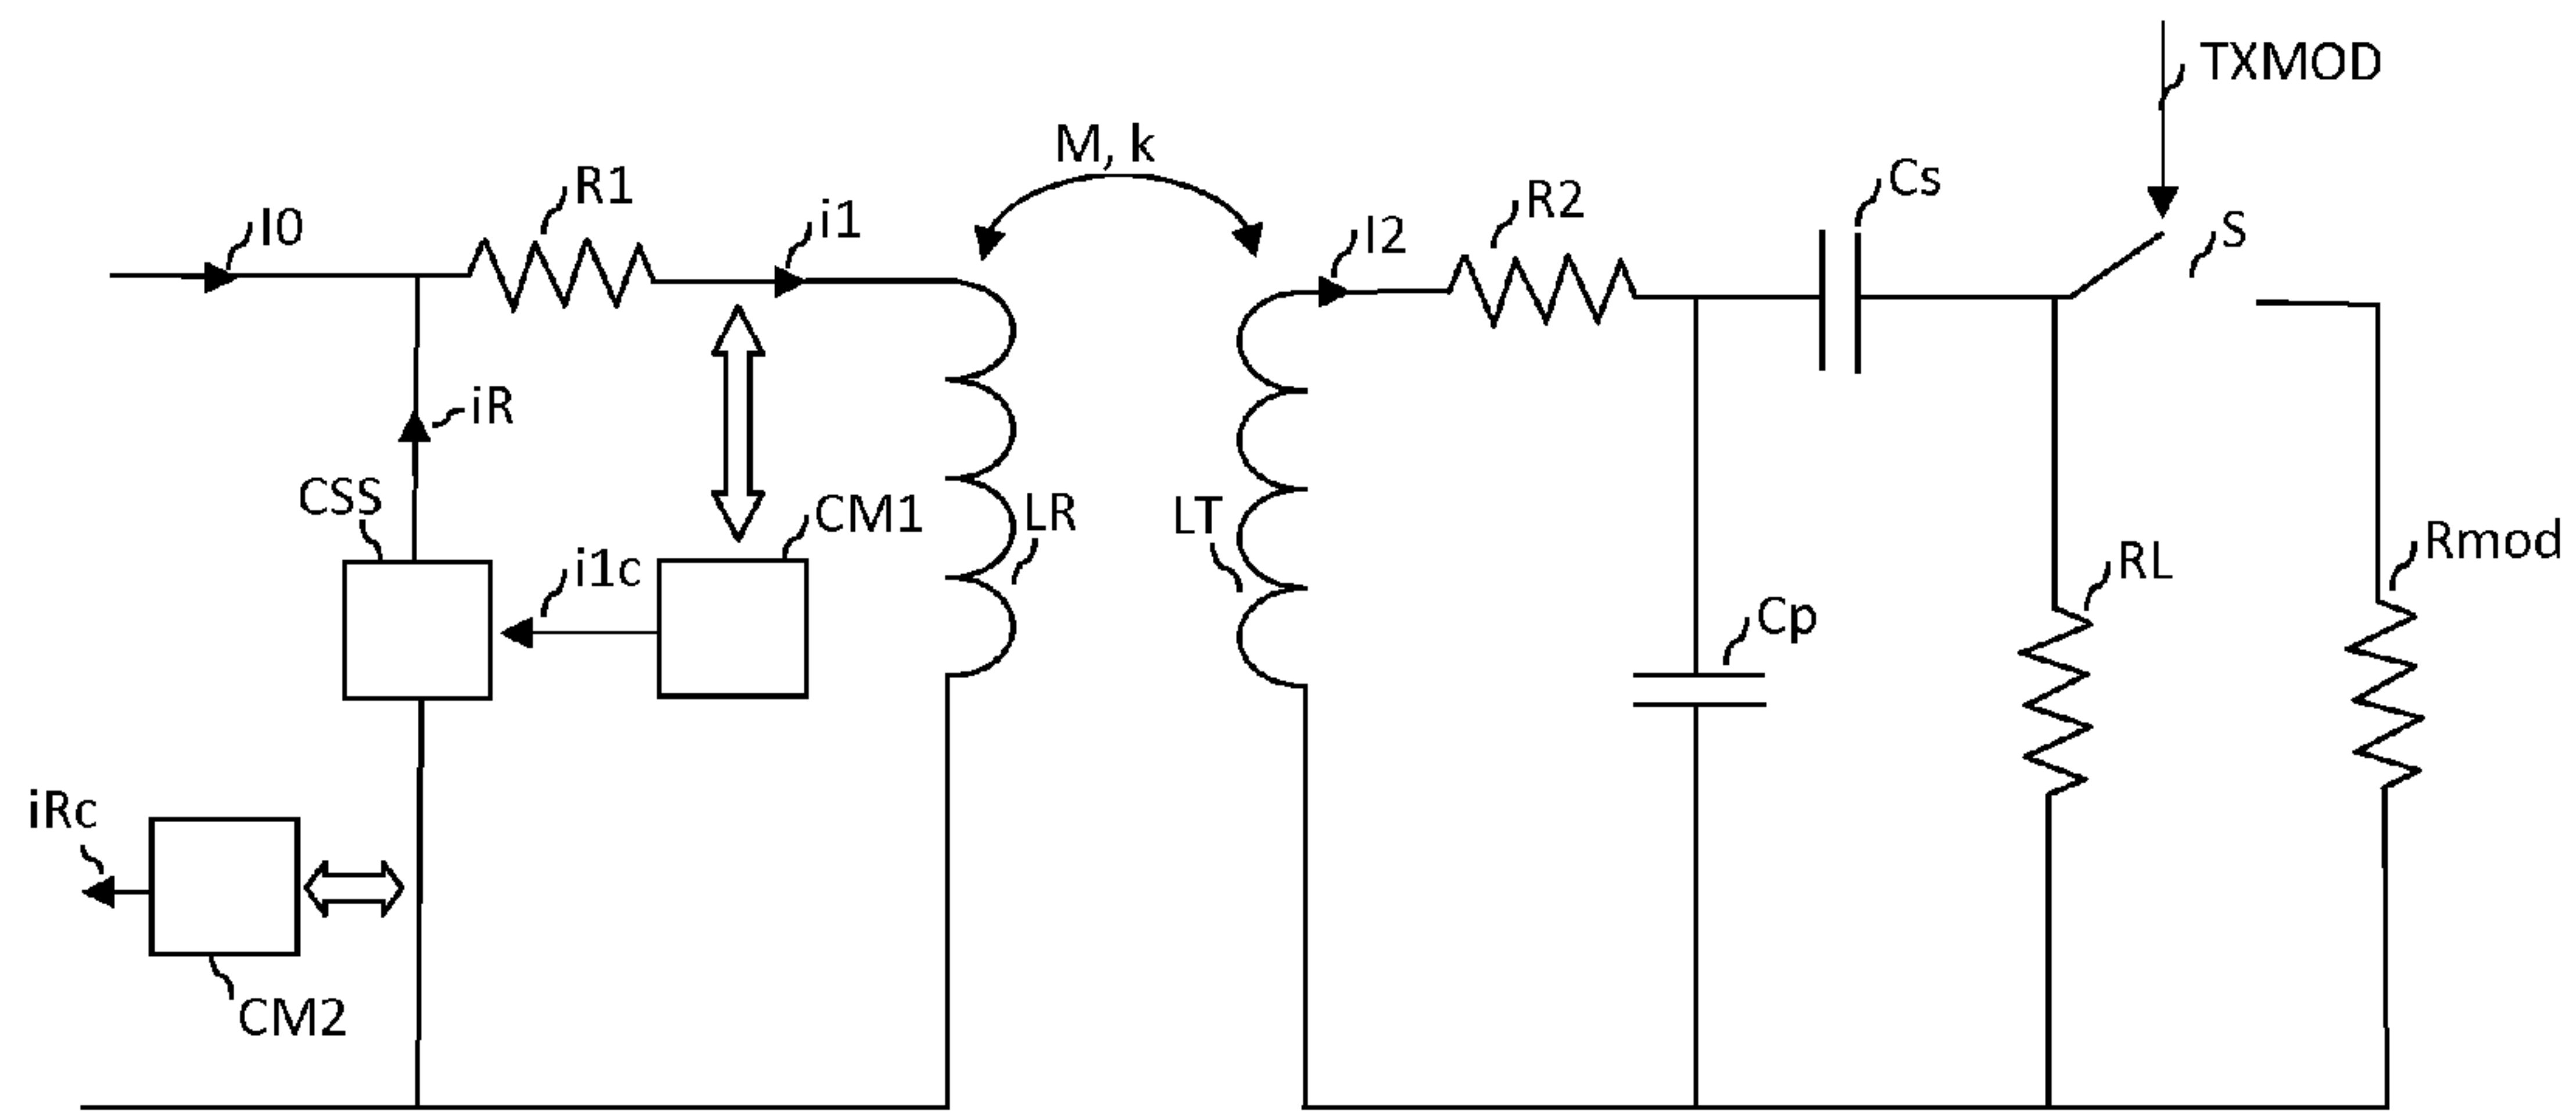 TXMOD
M, k
R1
Cs
I0
i1
I2
R2
S
iR
CSS
CM1
LR
LT
Rmod
i1c
RL
Cp
iRc
CM2